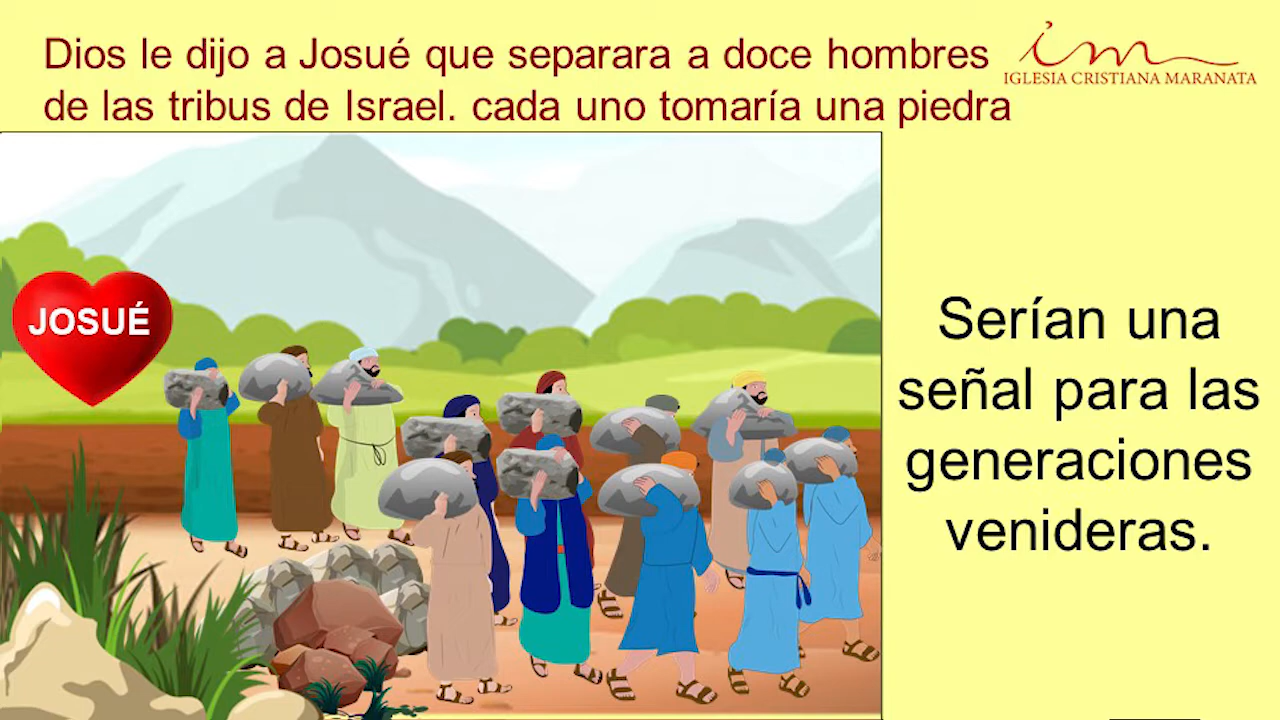 Dios le dijo a Josué que separara a doce hombres
de las tribus de Israel. cada uno tomaría una piedra
im
IGLESIA CRISTIANA MARANATA
JOSUÉ
Serían una
señal para las
generaciones
venideras.